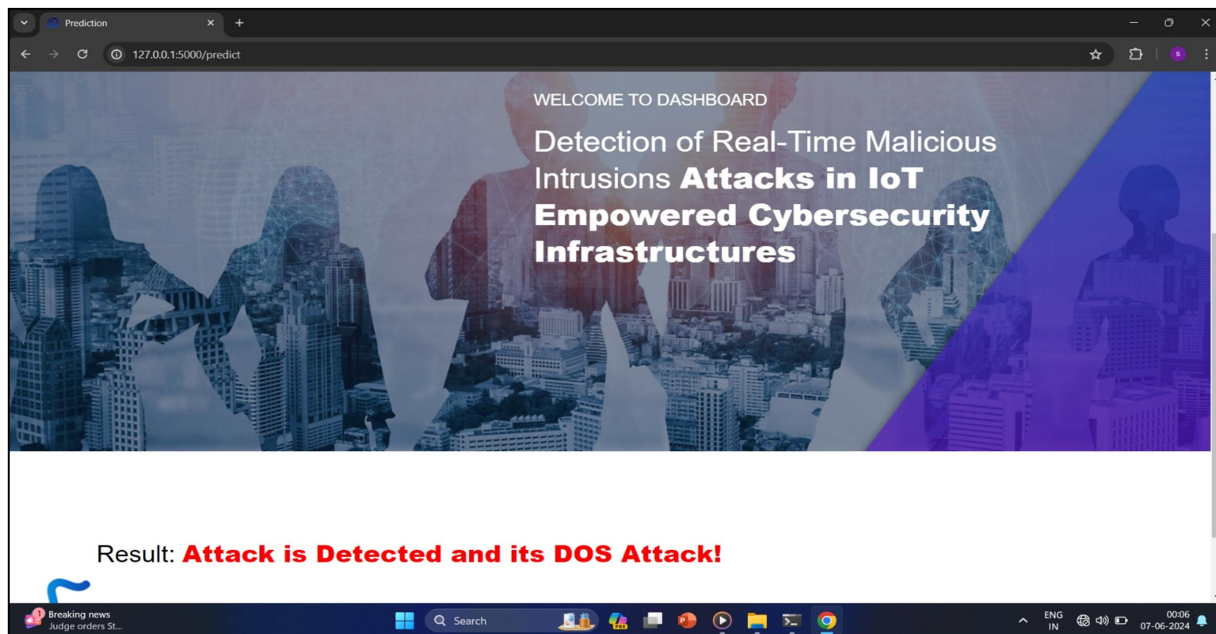 Prediction
127.0.0.1:5000/predict
S
WELCOME TO DASHBOARD
Detection of Real-Time Malicious
Intrusions Attacks in IoT
Empowered Cybersecurity
Infrastructures
Result: Attack is Detected and its DOS Attack!
1
Breaking news
Judge orders St...
Search
PRE
ENG
IN
00:06
07-06-2024